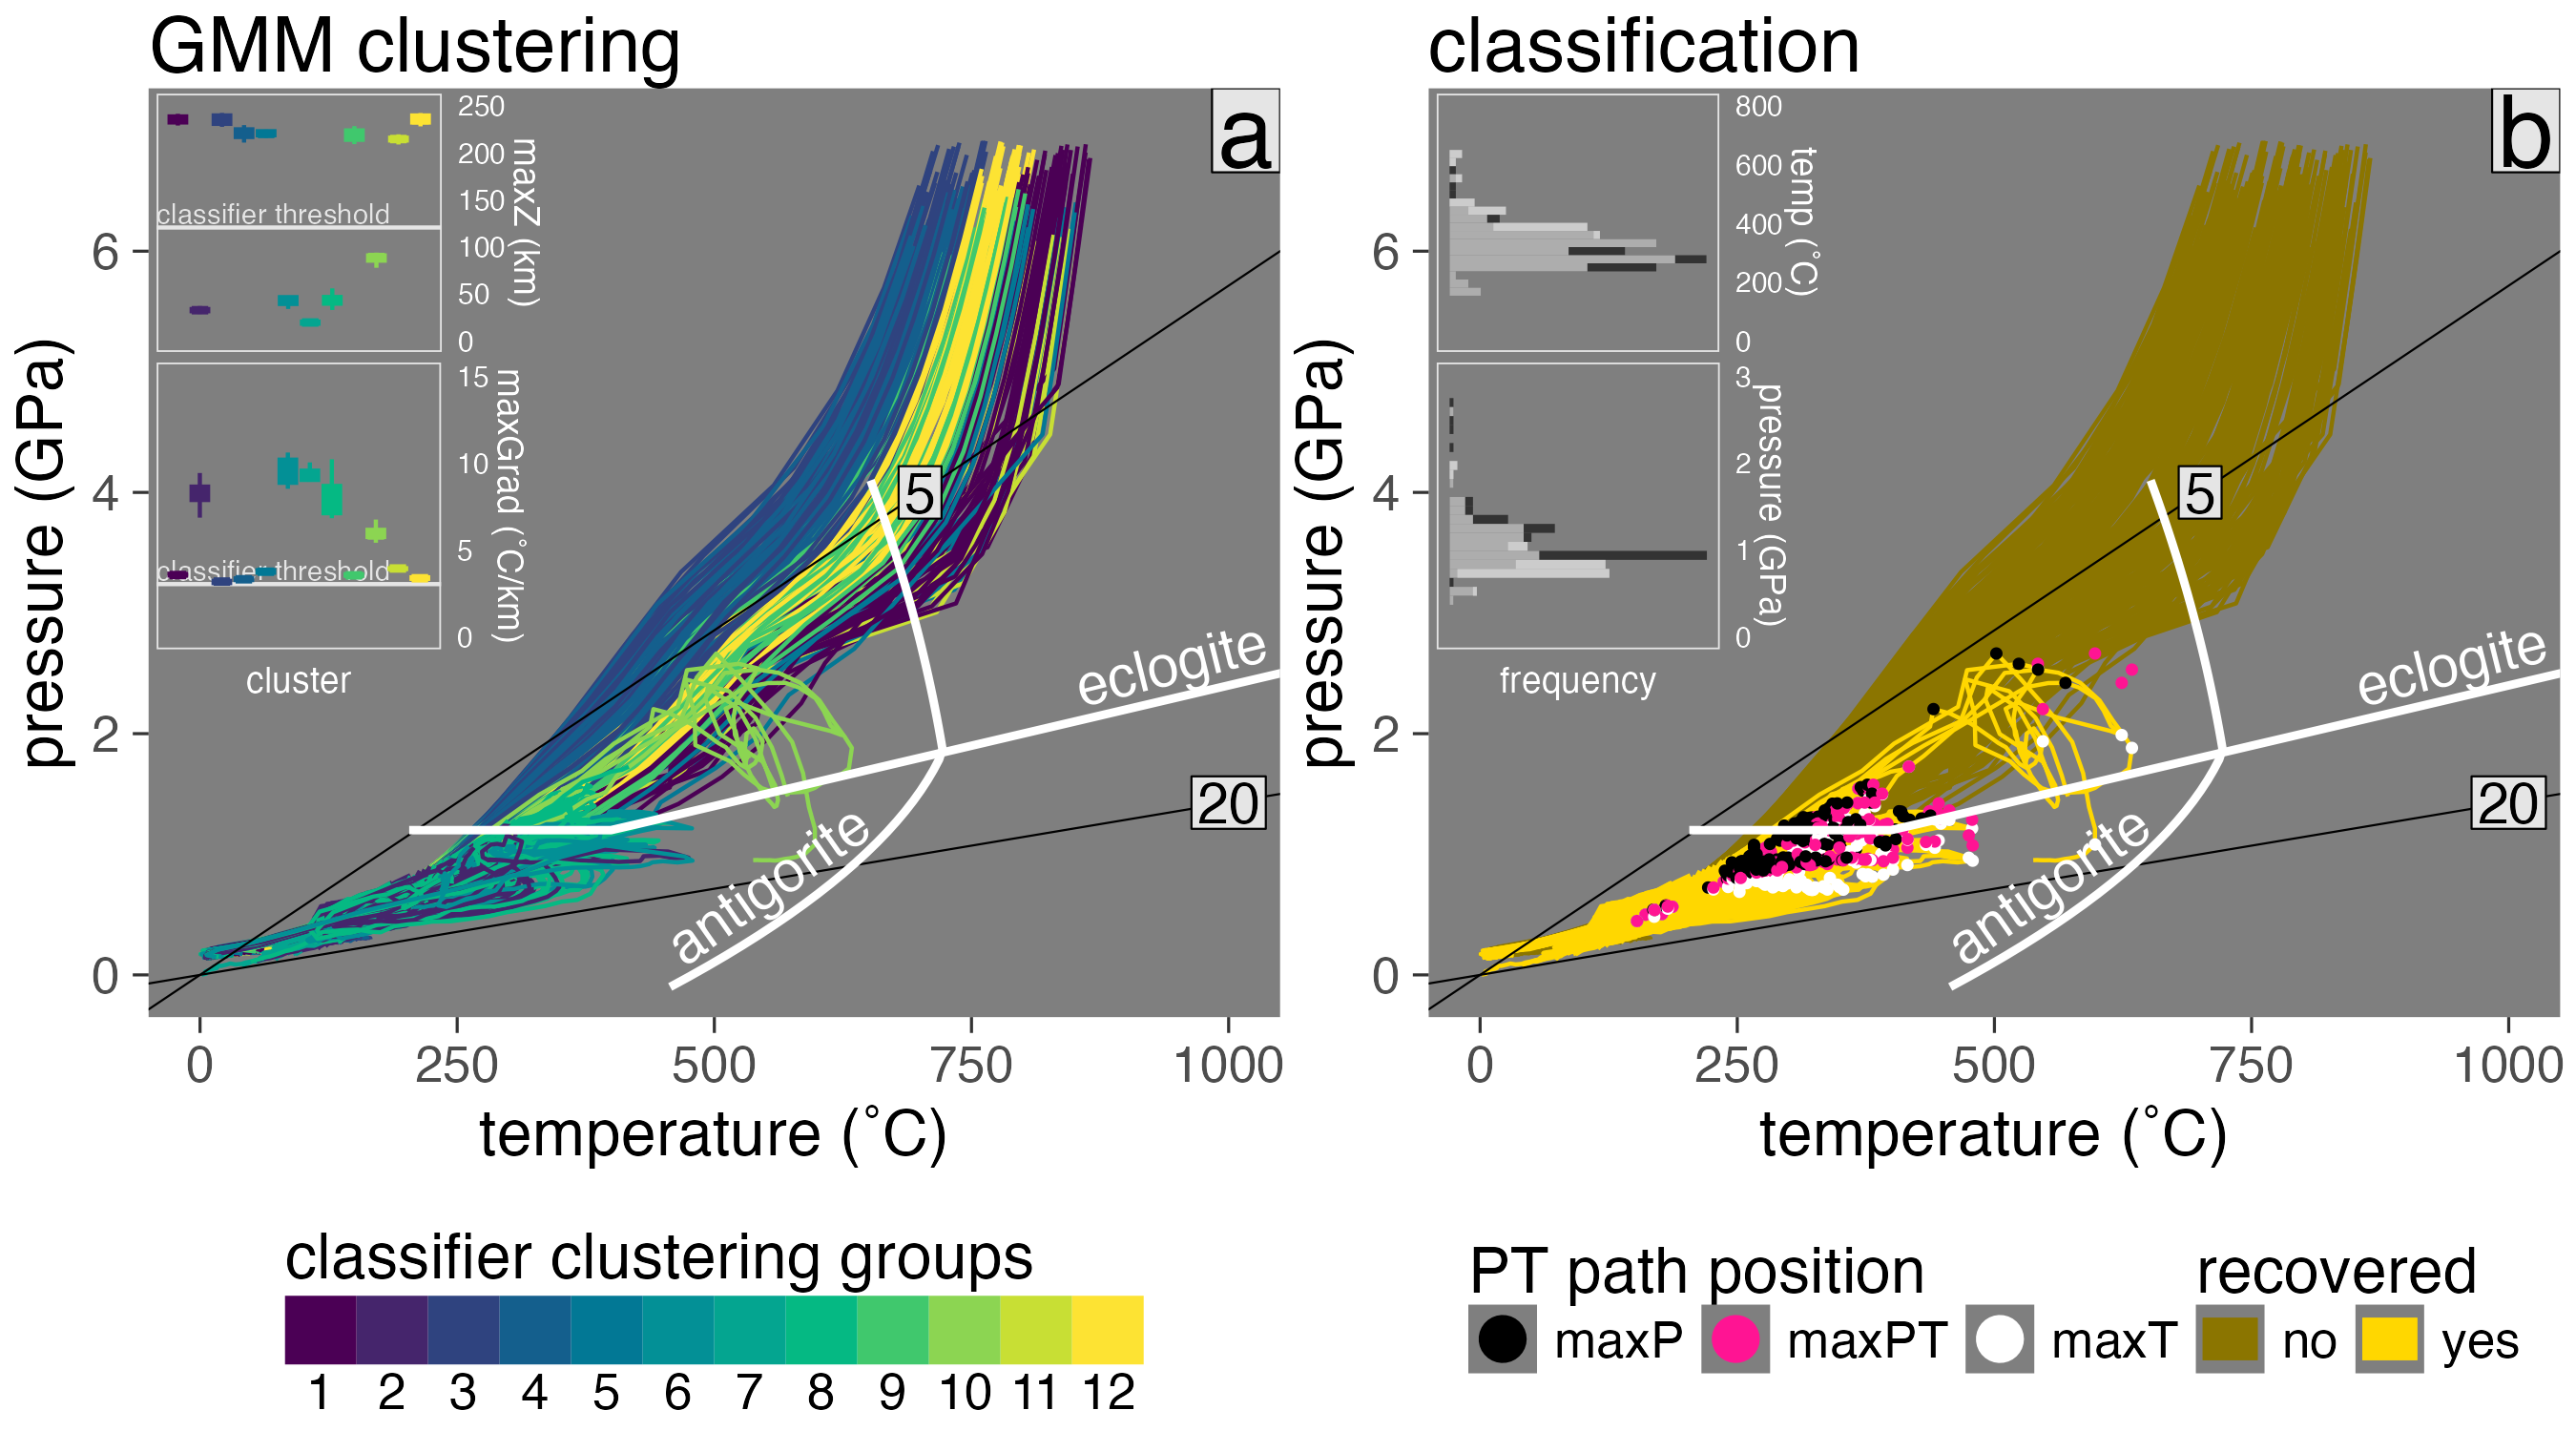 GMM clustering
a
250
200
150
100
50
0
maxZ (km)
classifier threshold
15
10
5
0
maxGrad (˚C/km)
classifier threshold
cluster
5
20
eclogite
antigorite
6
4
2
0
pressure (GPa)
0
250
500
750
1000
temperature (˚C)
classification
b
800
600
400
200
0
temp (˚C)
3
2
1
0
pressure (GPa)
frequency
5
20
eclogite
antigorite
6
4
2
0
pressure (GPa)
0
250
500
750
1000
temperature (˚C)
classifier clustering groups
1 2 3 4 5 6 7 8 9 10 11 12
PT path position
maxP maxPT maxT
recovered
no yes